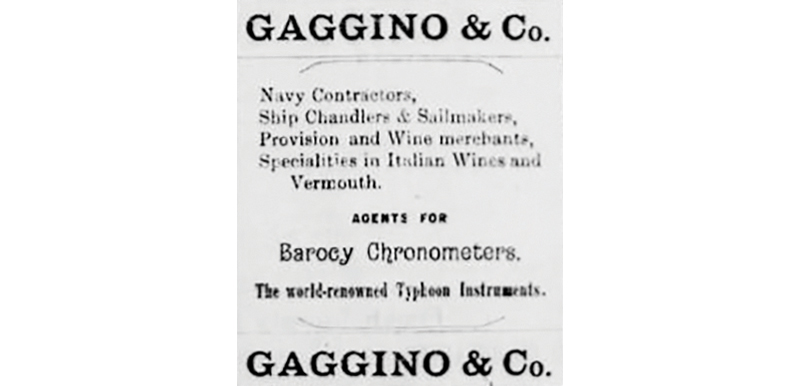 GAGGINO & Co.
Navy Contractors,
Ship Chandlers & Sailmakers,
Provision and Wine merchants,
Specialities in Italian Wines and
Vermouth.
AGENTS FOR
Barocy Chronometers.
The world-renowned Typhoon Instruments.
GAGGINO & Co.